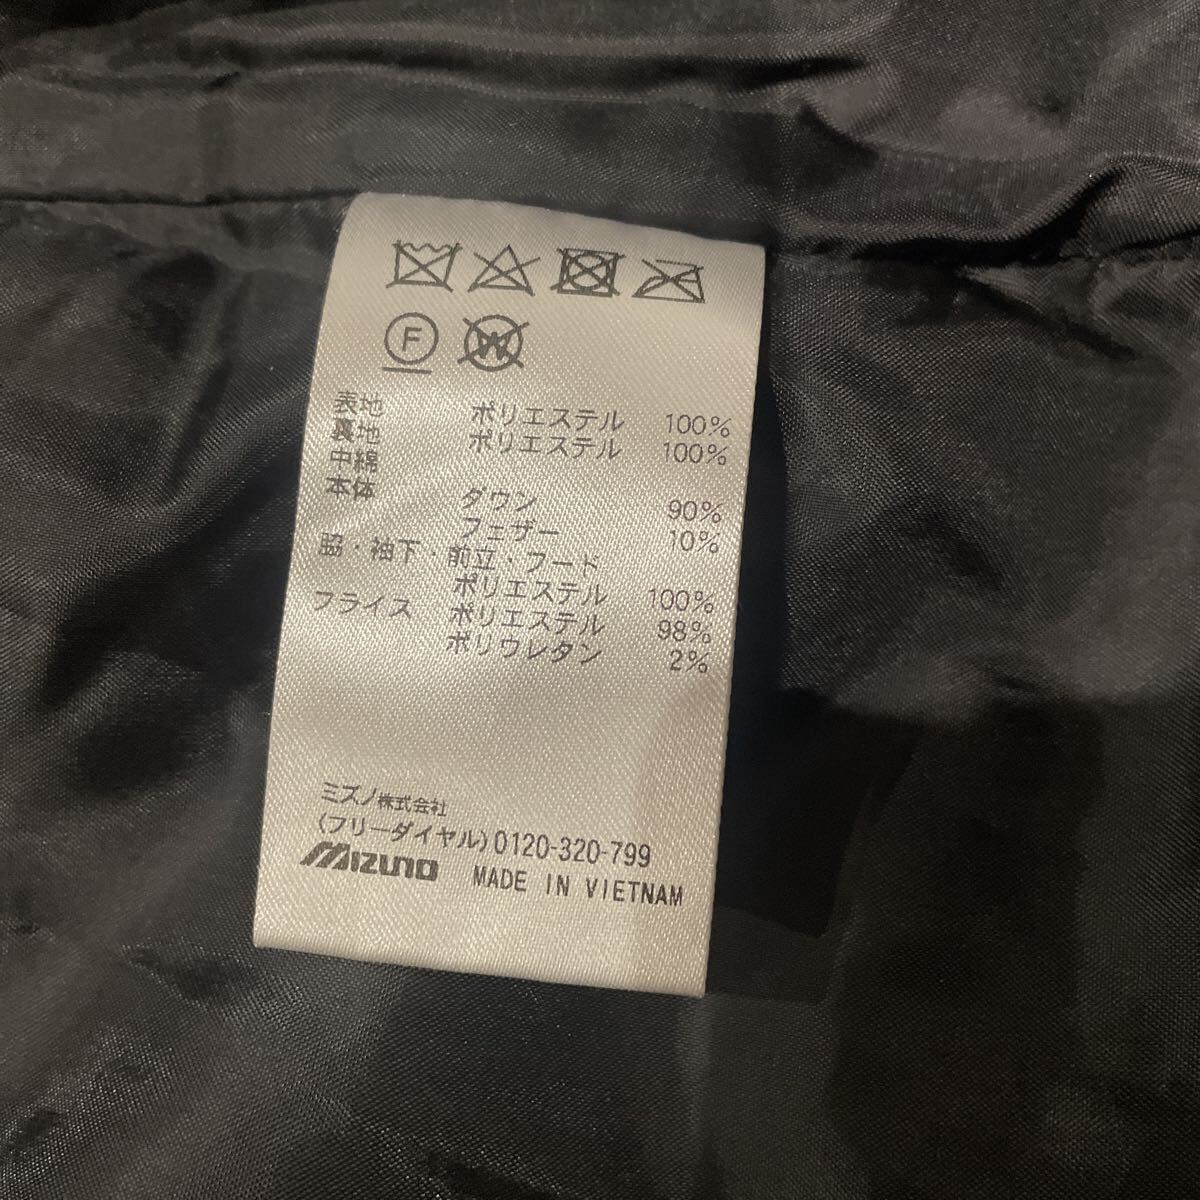 F W
表地 ポリエステル 100%
裏地 ポリエステル 100%
中綿
本体 ダウン 90%
フェザー 10%
脇・袖下・前立・フード
ポリエステル 100%
フライス ポリエステル 98%
ポリウレタン 2%
ミズノ株式会社
(フリーダイヤル)0120-320-799
MIZUNO MADE IN VIETNAM